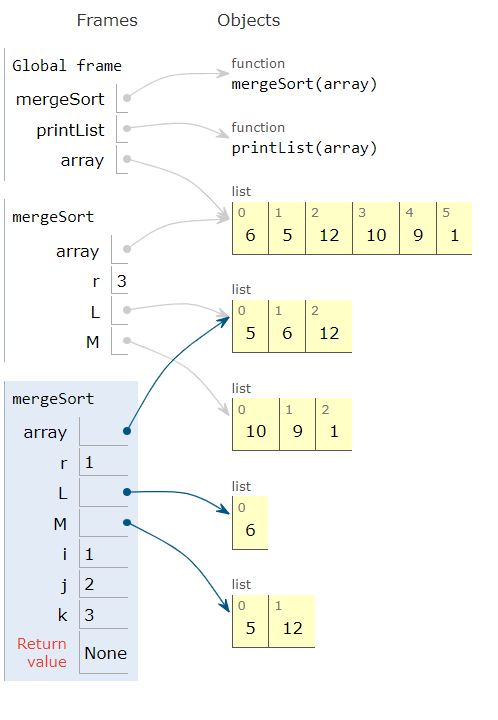 Frames Objects
Global frame
mergeSort
printList
array
function
mergeSort(array)
function
printList(array)
list
0 1 2 3 4 5
6 5 12 10 9 1
mergeSort
array
r 3
L
M
list
0 1 2
5 6 12
list
0 1 2
10 9 1
mergeSort
array
r 1
L
M
i 1
j 2
k 3
Return
value
None
list
0
6
list
0 1
5 12